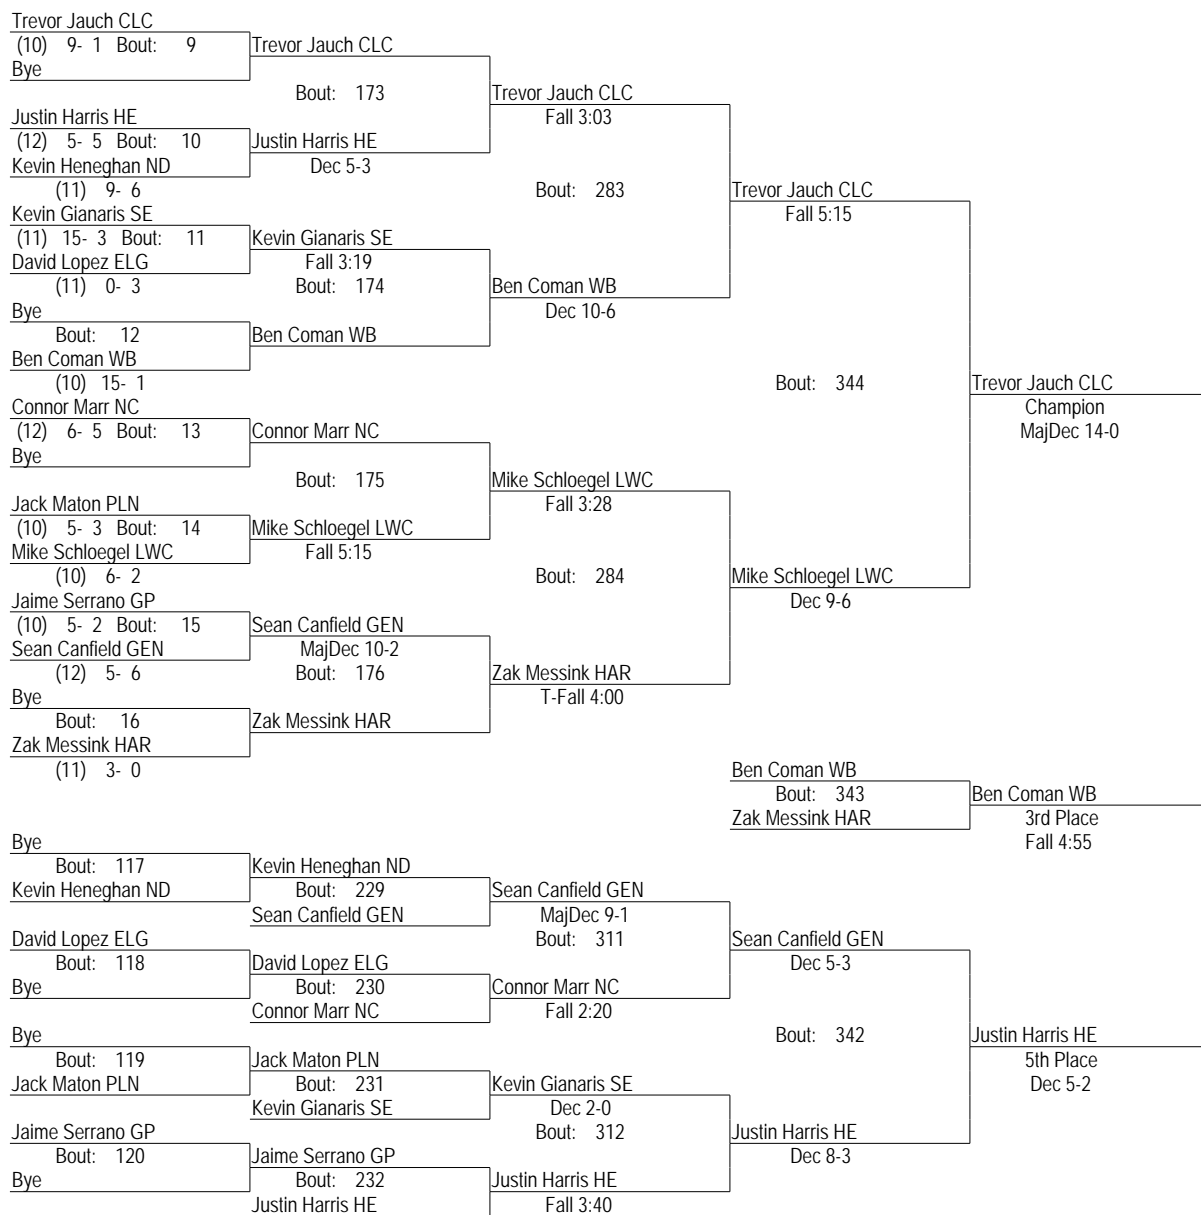 Trevor Jauch CLC
(10) 9- 1 Bout: 9
Trevor Jauch CLC
Bye
Bout: 173
Trevor Jauch CLC
Justin Harris HE
Fall 3:03
(12) 5- 5 Bout: 10
Justin Harris HE
Kevin Heneghan ND
Dec 5-3
(11) 9- 6
Bout: 283
Trevor Jauch CLC
Kevin Gianaris SE
Fall 5:15
(11) 15- 3 Bout: 11
Kevin Gianaris SE
David Lopez ELG
Fall 3:19
(11) 0- 3
Bout: 174
Ben Coman WB
Bye
Dec 10-6
Bout: 12
Ben Coman WB
Ben Coman WB
(10) 15- 1
Bout: 344
Trevor Jauch CLC
Connor Marr NC
Champion
(12) 6- 5 Bout: 13
Connor Marr NC
MajDec 14-0
Bye
Bout: 175
Mike Schloegel LWC
Jack Maton PLN
Fall 3:28
(10) 5- 3 Bout: 14
Mike Schloegel LWC
Mike Schloegel LWC
Fall 5:15
(10) 6- 2
Bout: 284
Mike Schloegel LWC
Jaime Serrano GP
Dec 9-6
(10) 5- 2 Bout: 15
Sean Canfield GEN
Sean Canfield GEN
MajDec 10-2
(12) 5- 6
Bout: 176
Zak Messink HAR
Bye
T-Fall 4:00
Bout: 16
Zak Messink HAR
Zak Messink HAR
(11) 3- 0
Ben Coman WB
Bout: 343
Ben Coman WB
Zak Messink HAR
3rd Place
Fall 4:55
Bye
Bout: 117
Kevin Heneghan ND
Kevin Heneghan ND
Bout: 229
Sean Canfield GEN
Sean Canfield GEN
MajDec 9-1
David Lopez ELG
Bout: 311
Sean Canfield GEN
Bout: 118
David Lopez ELG
Dec 5-3
Bye
Bout: 230
Connor Marr NC
Connor Marr NC
Fall 2:20
Bye
Bout: 342
Justin Harris HE
Bout: 119
Jack Maton PLN
5th Place
Jack Maton PLN
Bout: 231
Kevin Gianaris SE
Dec 5-2
Kevin Gianaris SE
Dec 2-0
Jaime Serrano GP
Bout: 312
Justin Harris HE
Bout: 120
Jaime Serrano GP
Dec 8-3
Bye
Bout: 232
Justin Harris HE
Justin Harris HE
Fall 3:40